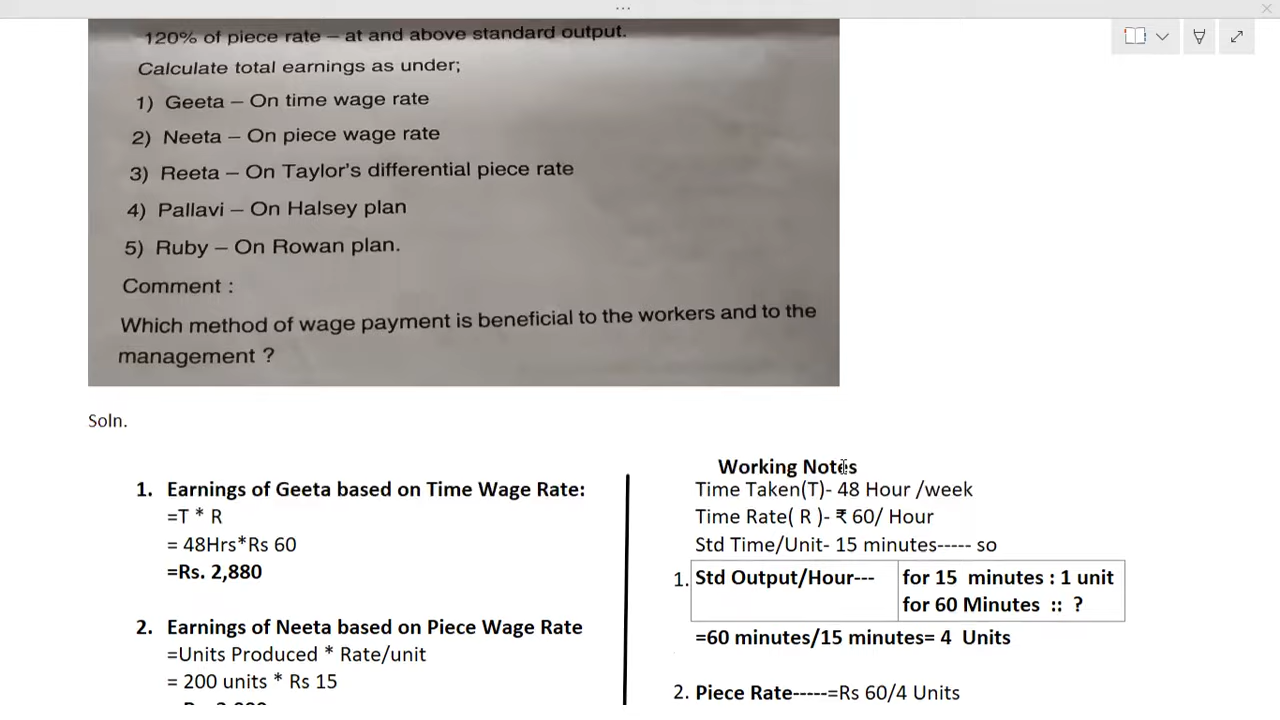 120% of piece rate – at and above standard output.
Calculate total earnings as under;
1) Geeta – On time wage rate
2) Neeta – On piece wage rate
3) Reeta – On Taylor's differential piece rate
4) Pallavi – On Halsey plan
5) Ruby – On Rowan plan.
Comment :
Which method of wage payment is beneficial to the workers and to the
management ?
Soln.
1. Earnings of Geeta based on Time Wage Rate:
=T * R
= 48Hrs*Rs 60
=Rs. 2,880
2. Earnings of Neeta based on Piece Wage Rate
=Units Produced * Rate/unit
= 200 units * Rs 15
Working Notes
Time Taken(T)- 48 Hour /week
Time Rate( R )- ₹ 60/ Hour
Std Time/Unit- 15 minutes----- so
1. Std Output/Hour--- for 15 minutes : 1 unit
for 60 Minutes :: ?
=60 minutes/15 minutes= 4 Units
2. Piece Rate-----=Rs 60/4 Units